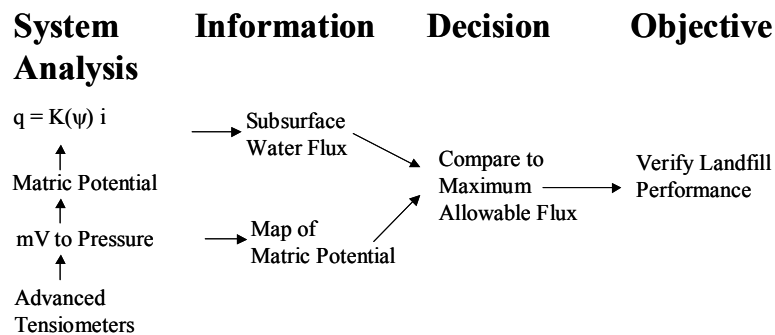 System Analysis
Information
Decision
Objective
q = K(ψ) i
Matric Potential
mV to Pressure
Advanced
Tensiometers
Subsurface
Water Flux
Map of
Matric Potential
Compare to
Maximum
Allowable Flux
Verify Landfill
Performance